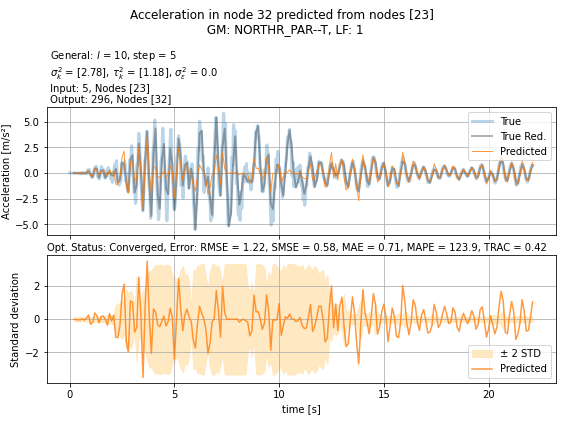 Acceleration in node 32 predicted from nodes [23]
GM: NORTHR_PAR--T, LF: 1
General: l = 10, step = 5
σ²ₖ = [2.78], τ²ₖ = [1.18], σ²ε = 0.0
Input: 5, Nodes [23]
Output: 296, Nodes [32]
Acceleration [m/s²]
5.0
2.5
0.0
−2.5
−5.0
True
True Red.
Predicted
Opt. Status: Converged, Error: RMSE = 1.22, SMSE = 0.58, MAE = 0.71, MAPE = 123.9, TRAC = 0.42
Standard deviation
2
0
−2
± 2 STD
Predicted
0 5 10 15 20
time [s]